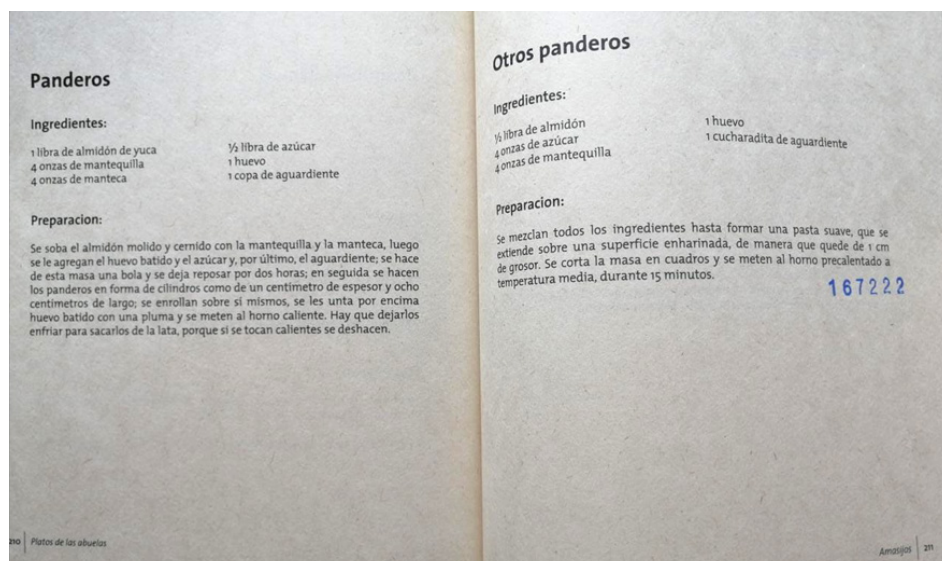 Panderos
Ingredientes:
1 libra de almidón de yuca
4 onzas de mantequilla
4 onzas de manteca
½ libra de azúcar
1 huevo
1 copa de aguardiente
Preparacion:
Se soba el almidón molido y cernido con la mantequilla y la manteca, luego
se le agregan el huevo batido y el azúcar y, por último, el aguardiente; se hace
de esta masa una bola y se deja reposar por dos horas; en seguida se hacen
los panderos en forma de cilindros como de un centímetro de espesor y ocho
centímetros de largo; se enrollan sobre sí mismos, se les unta por encima
huevo batido con una pluma y se meten al horno caliente. Hay que dejarlos
enfriar para sacarlos de la lata, porque si se tocan calientes se deshacen.
210 Platos de las abuelas
Otros panderos
Ingredientes:
½ libra de almidón
4 onzas de azúcar
4 onzas de mantequilla
1 huevo
1 cucharadita de aguardiente
Preparacion:
Se mezclan todos los ingredientes hasta formar una pasta suave, que se
extiende sobre una superficie enharinada, de manera que quede de 1 cm
de grosor. Se corta la masa en cuadros y se meten al horno precalentado a
temperatura media, durante 15 minutos.
167222
Amasijos 211